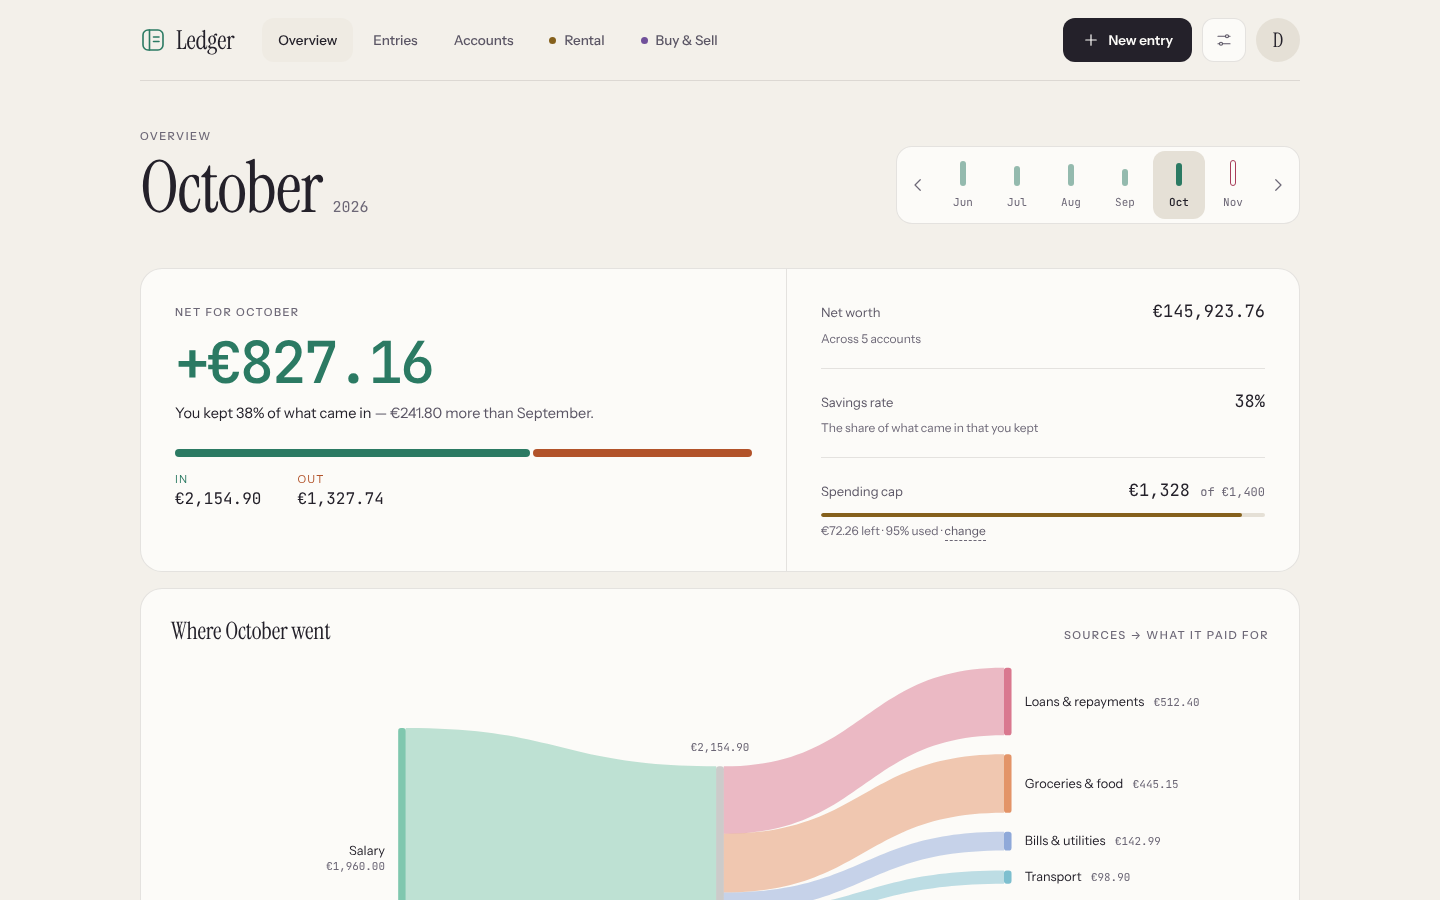 Ledger
Overview
Entries
Accounts
Rental
Buy & Sell
New entry
D
OVERVIEW
October 2026
Jun
Jul
Aug
Sep
Oct
Nov
NET FOR OCTOBER
+€827.16
You kept 38% of what came in — €241.80 more than September.
IN
€2,154.90
OUT
€1,327.74
Net worth €145,923.76
Across 5 accounts
Savings rate 38%
The share of what came in that you kept
Spending cap €1,328 of €1,400
€72.26 left · 95% used · change
Where October went
SOURCES → WHAT IT PAID FOR
Loans & repayments €512.40
€2,154.90
Groceries & food €445.15
Bills & utilities €142.99
Salary
€1,960.00
Transport €98.90